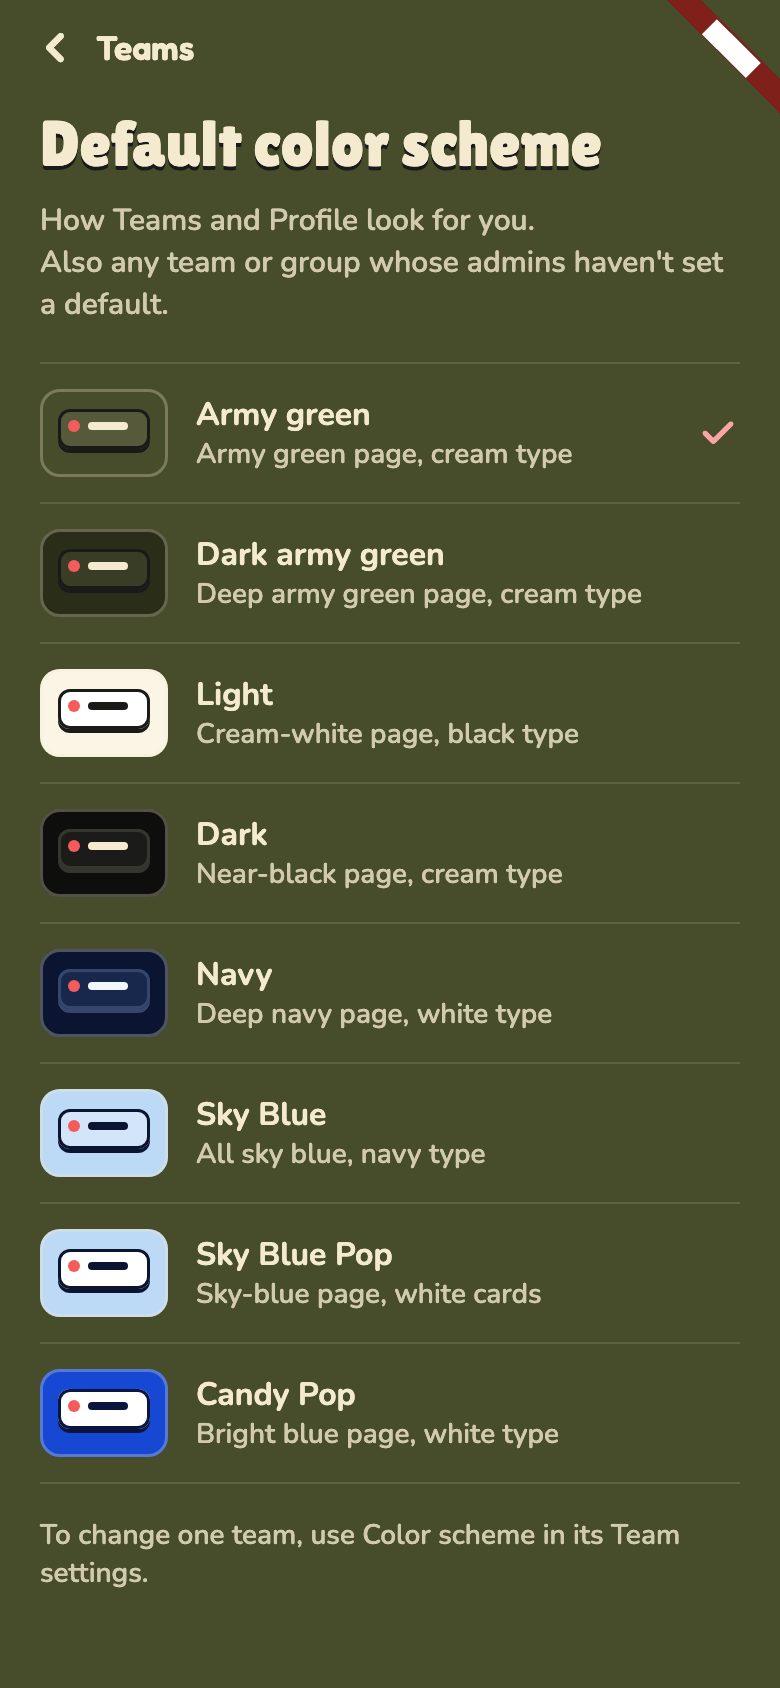 Teams
Default color scheme
How Teams and Profile look for you.
Also any team or group whose admins haven't set
a default.
Army green
Army green page, cream type
Dark army green
Deep army green page, cream type
Light
Cream-white page, black type
Dark
Near-black page, cream type
Navy
Deep navy page, white type
Sky Blue
All sky blue, navy type
Sky Blue Pop
Sky-blue page, white cards
Candy Pop
Bright blue page, white type
To change one team, use Color scheme in its Team
settings.